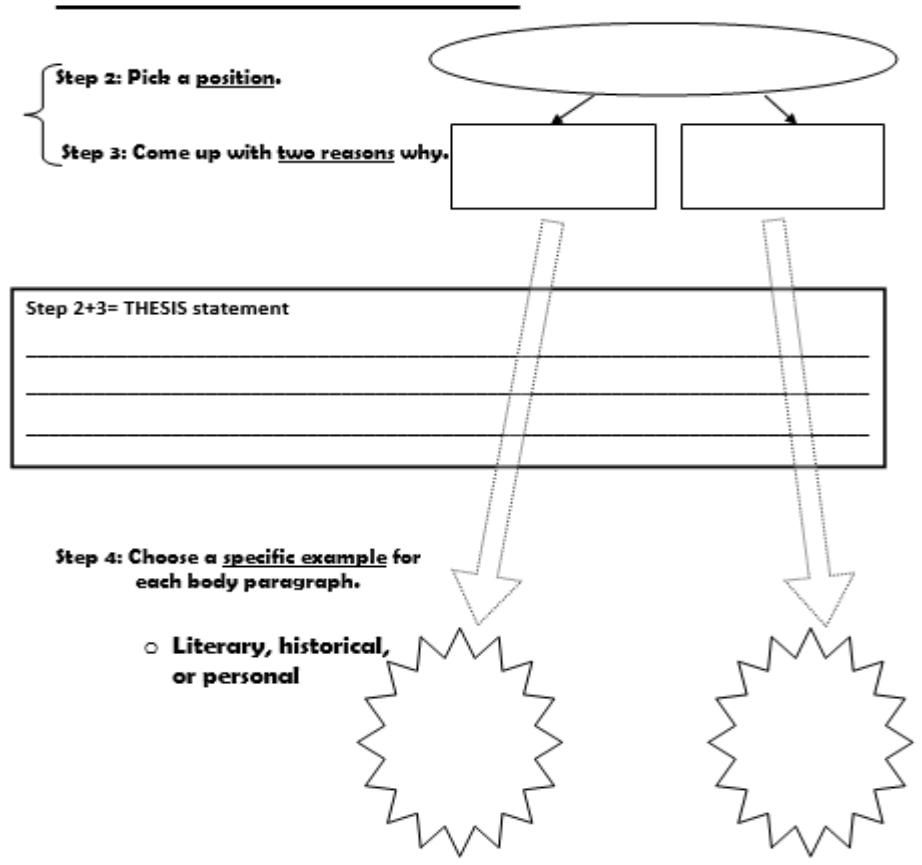 Step 2: Pick a position.
Step 3: Come up with two reasons why.
Step 2+3= THESIS statement
Step 4: Choose a specific example for
each body paragraph.
o Literary, historical,
or personal